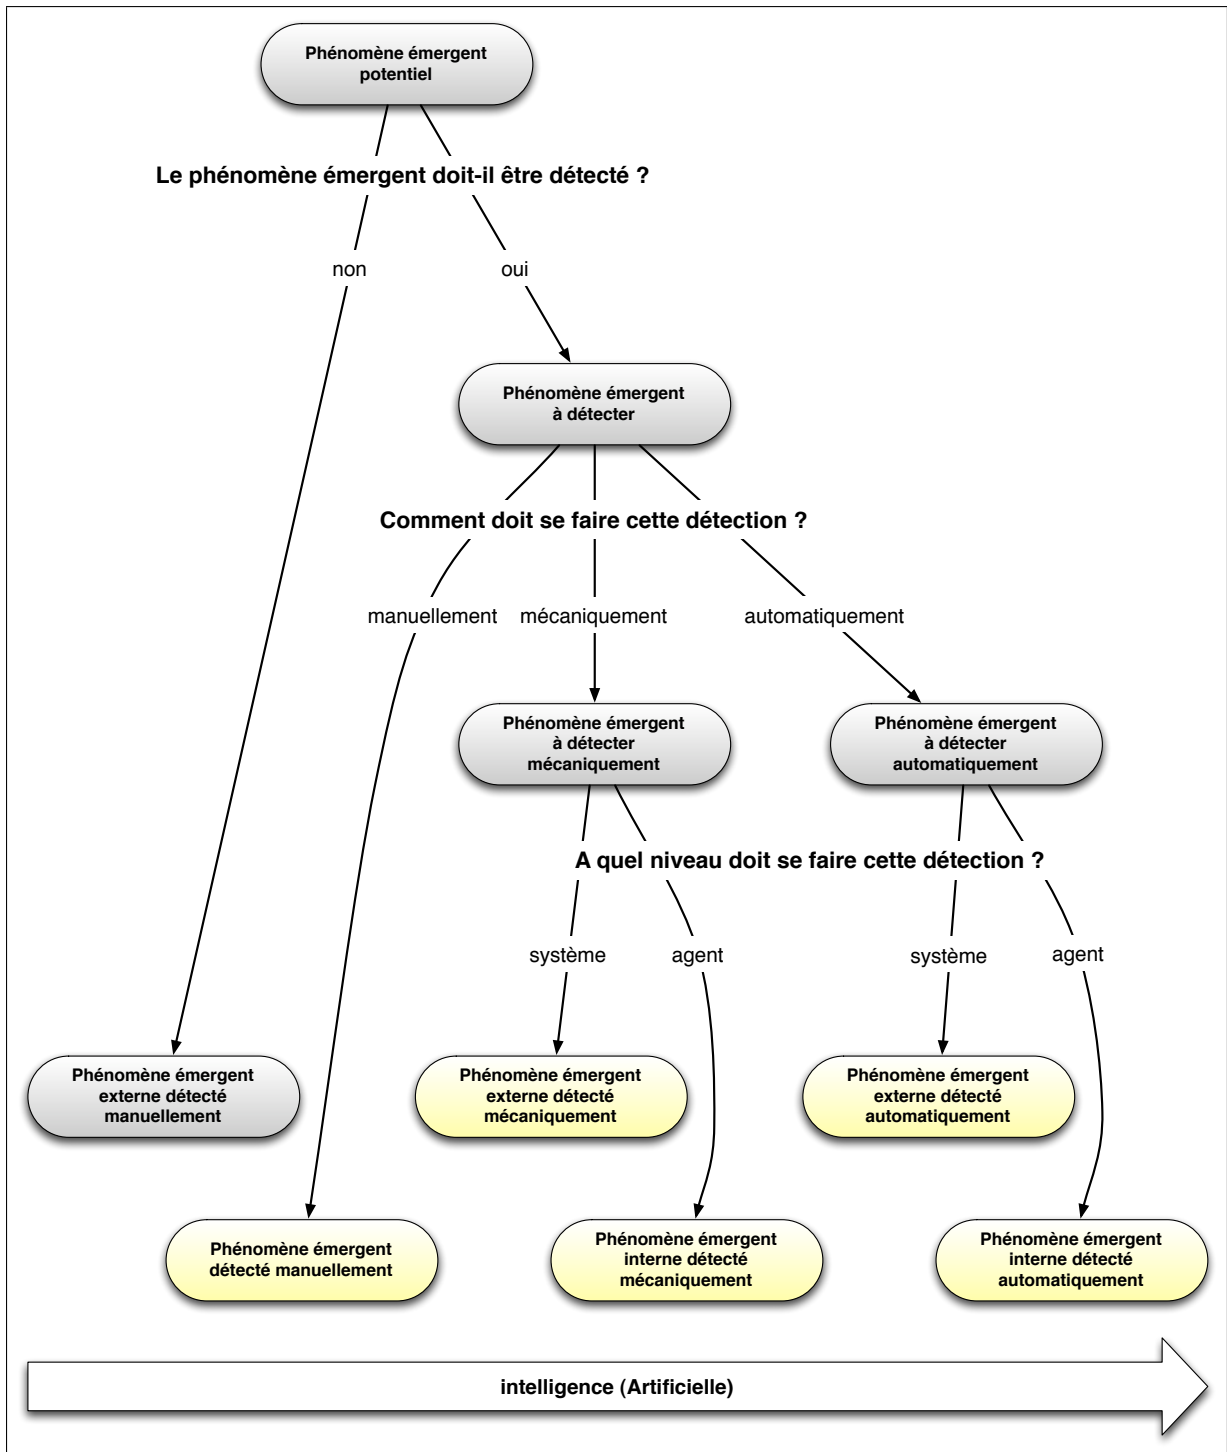 Phénomène émergent
potentiel
Le phénomène émergent doit-il être détecté ?
non
oui
Phénomène émergent
à détecter
Comment doit se faire cette détection ?
manuellement
mécaniquement
automatiquement
Phénomène émergent
à détecter
mécaniquement
Phénomène émergent
à détecter
automatiquement
A quel niveau doit se faire cette détection ?
système
agent
système
agent
Phénomène émergent
externe détecté
manuellement
Phénomène émergent
externe détecté
mécaniquement
Phénomène émergent
externe détecté
automatiquement
Phénomène émergent
détecté manuellement
Phénomène émergent
interne détecté
mécaniquement
Phénomène émergent
interne détecté
automatiquement
intelligence (Artificielle)